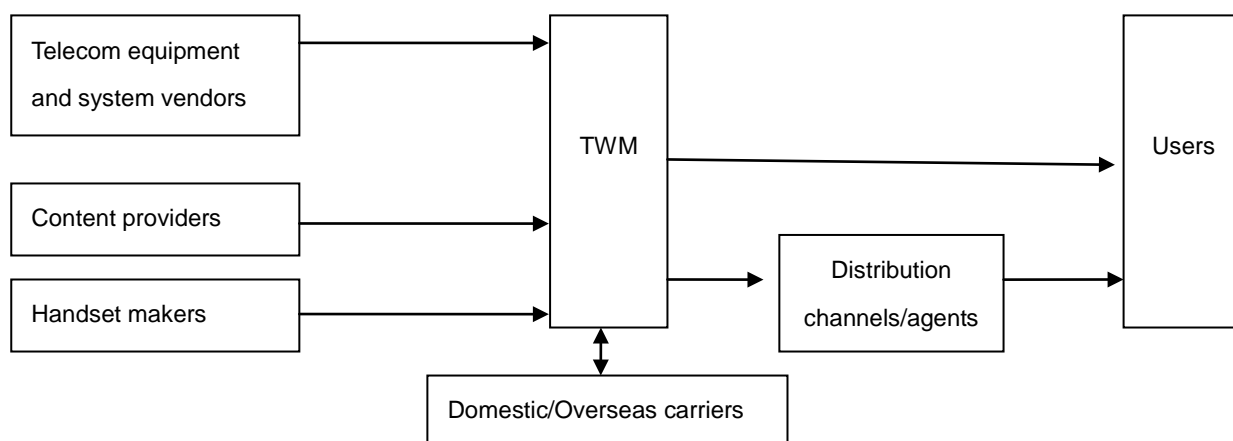 Telecom equipment
and system vendors
TWM
Users
Content providers
Distribution
channels/agents
Handset makers
Domestic/Overseas carriers